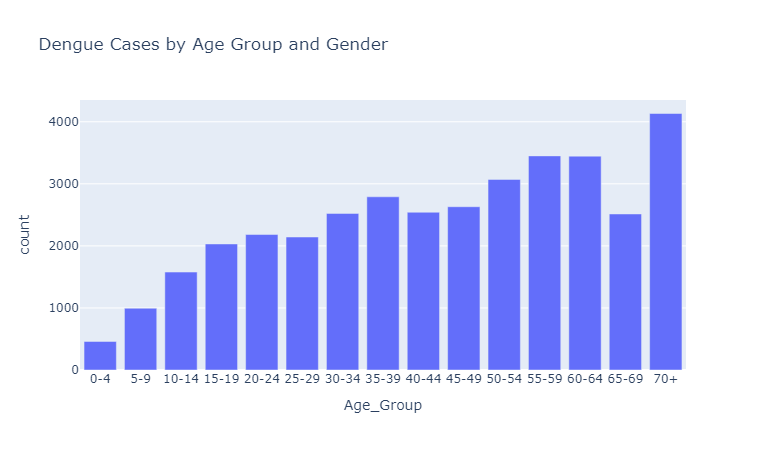 Dengue Cases by Age Group and Gender
4000
3000
2000
1000
0
count
0-4 5-9 10-14 15-19 20-24 25-29 30-34 35-39 40-44 45-49 50-54 55-59 60-64 65-69 70+
Age_Group